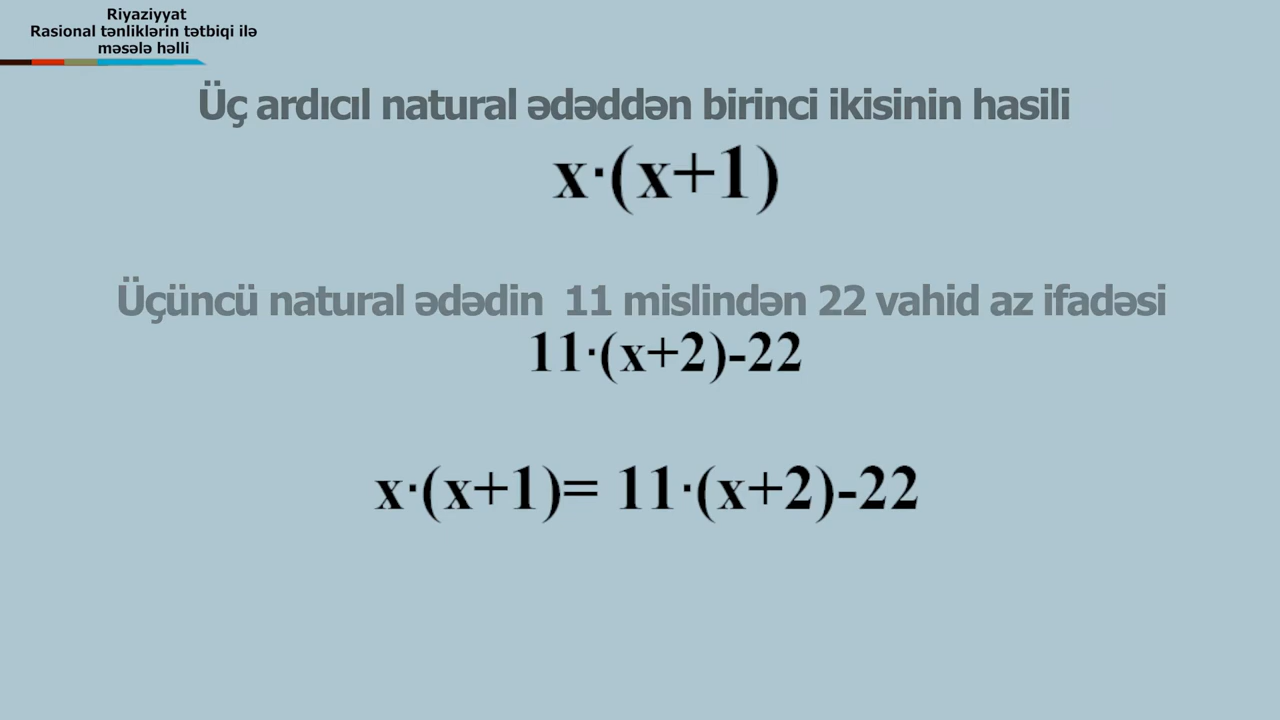 Riyaziyyat
Rasional tənliklərin tətbiqi ilə
məsələ həlli
Üç ardıcıl natural ədəddən birinci ikisinin hasili
x·(x+1)
Üçüncü natural ədədin 11 mislindən 22 vahid az ifadəsi
11·(x+2)-22
x·(x+1)= 11·(x+2)-22